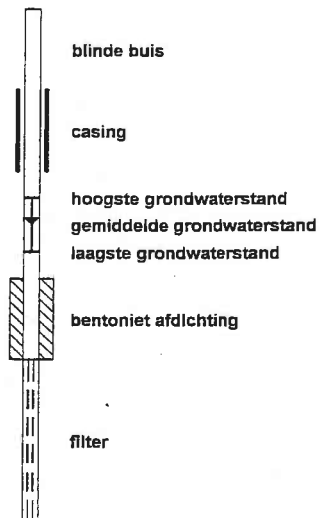 blinde buis
casing
hoogste grondwaterstand
gemiddelde grondwaterstand
laagste grondwaterstand
bentoniet afdichting
filter